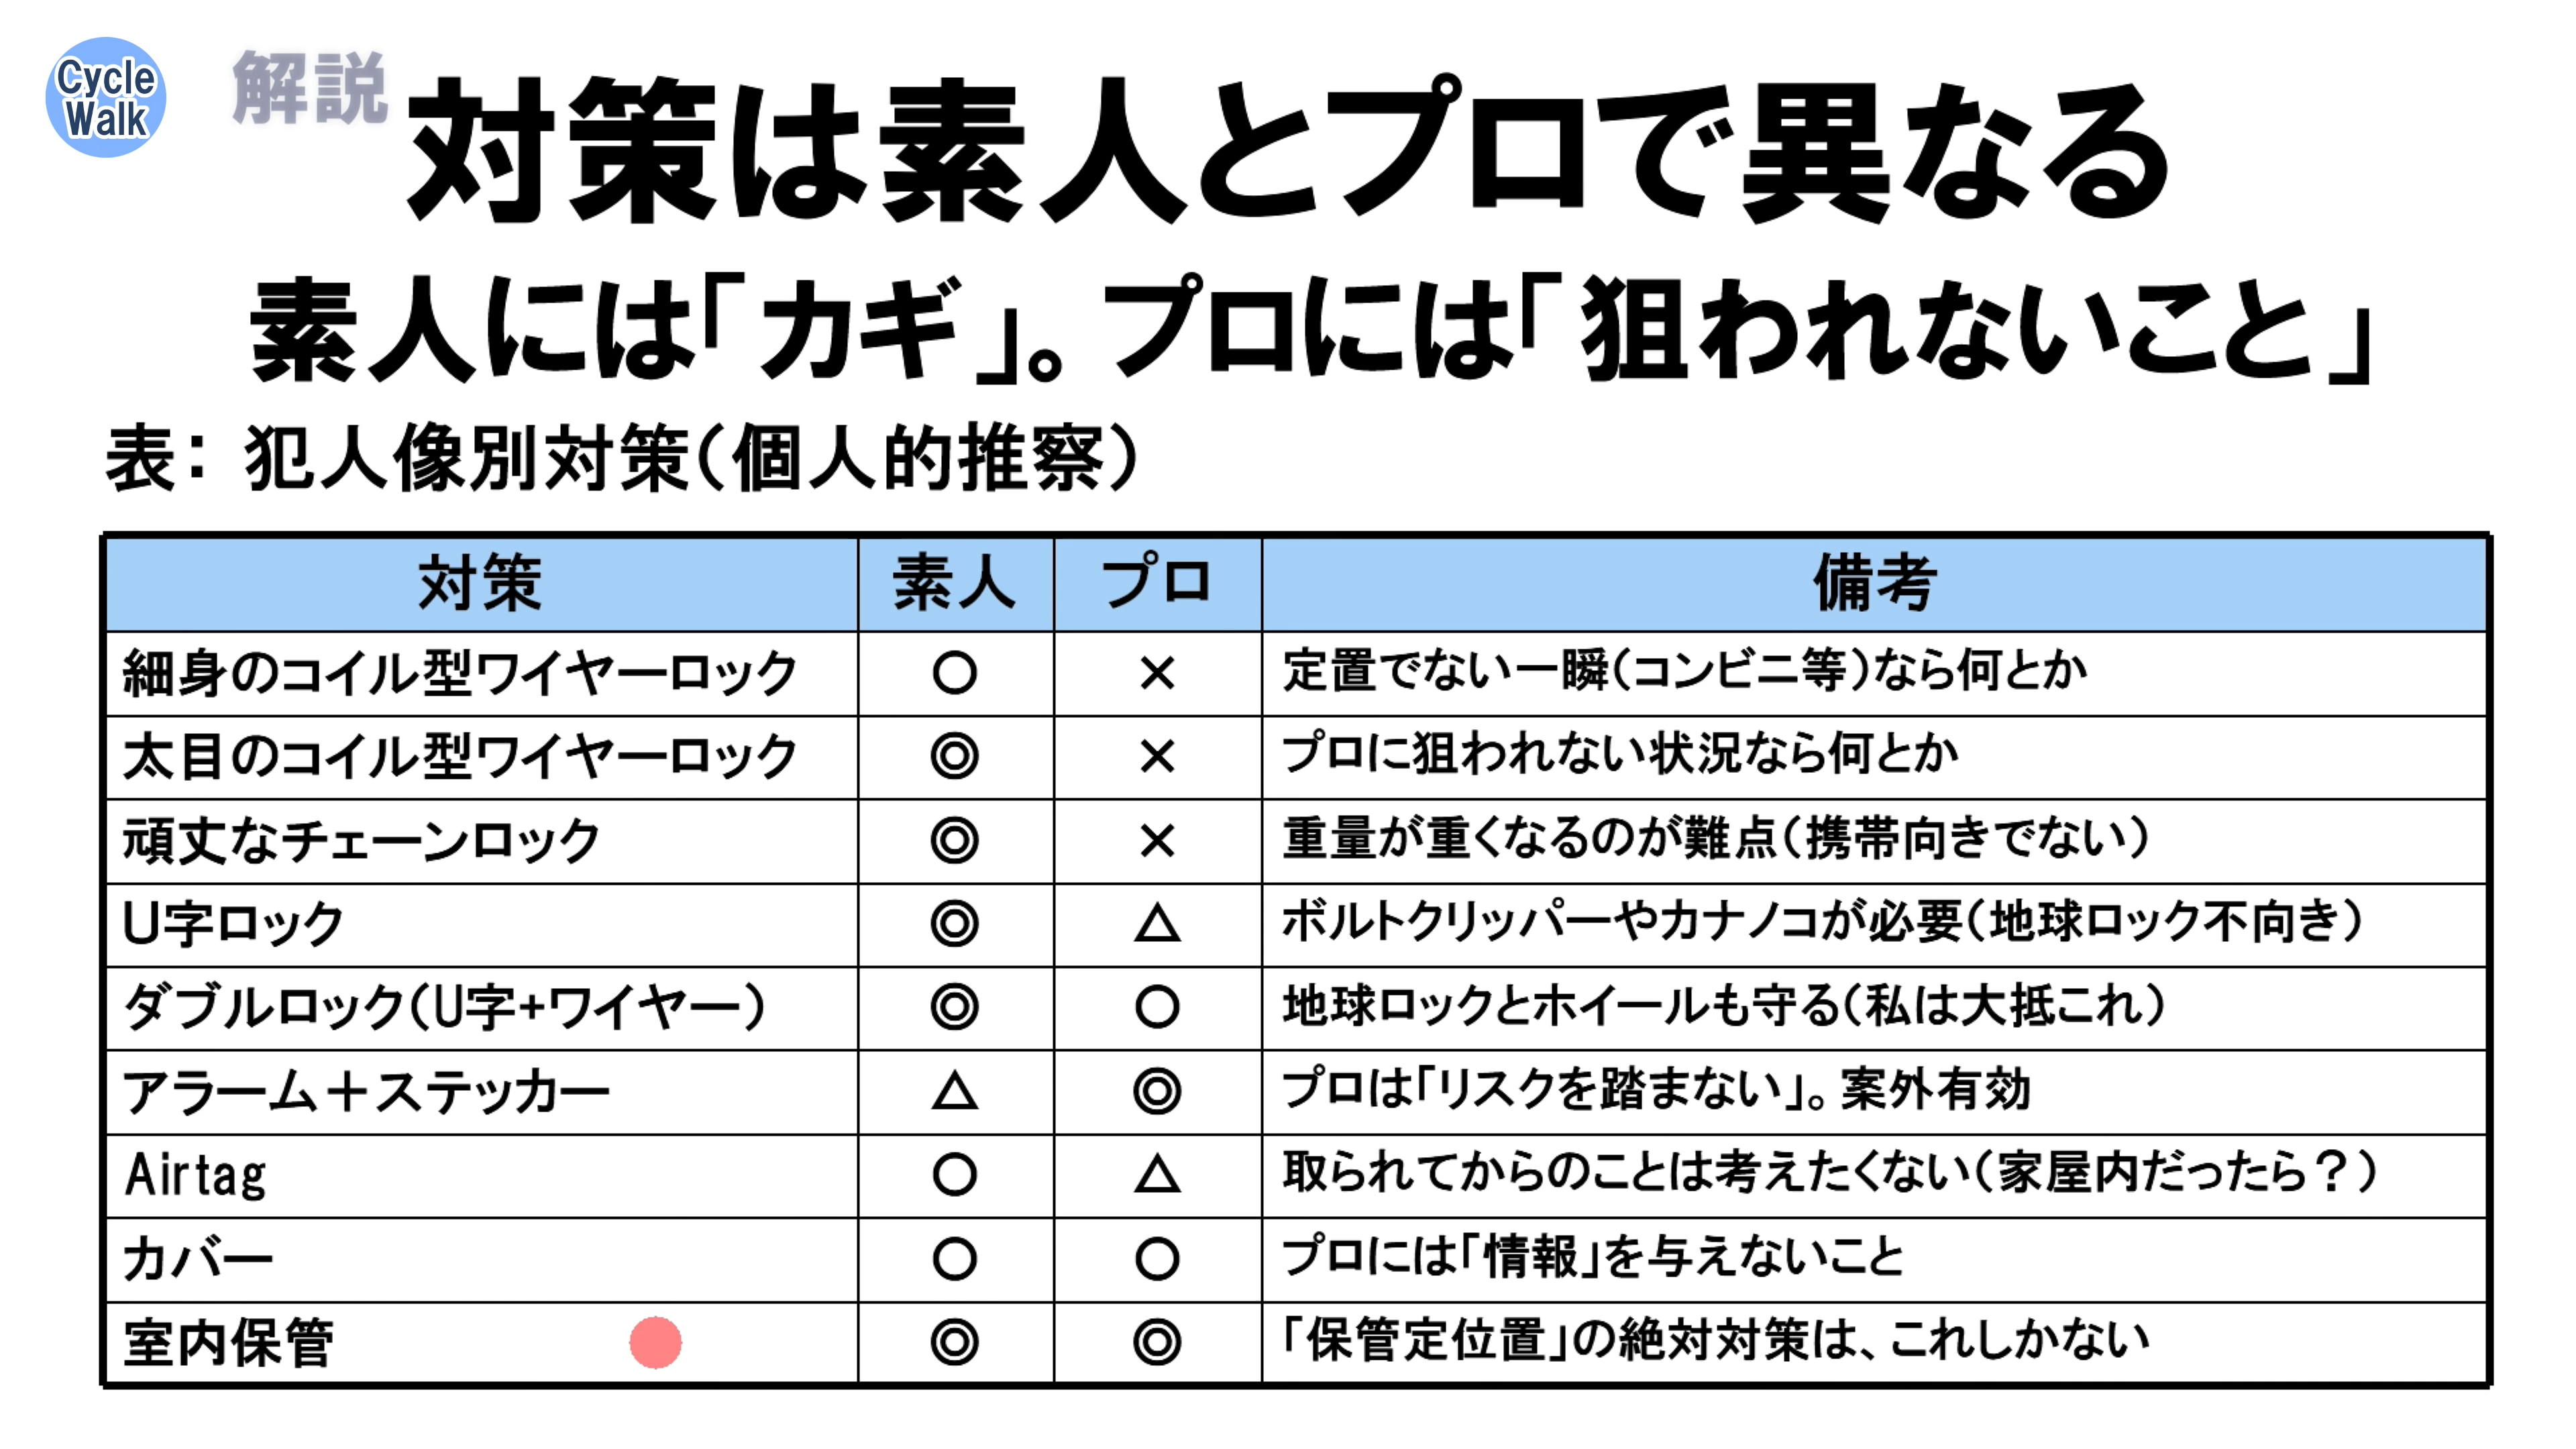 Cycle
Walk
解説
対策は素人とプロで異なる
素人には「カギ」。プロには「狙われないこと」
表：犯人像別対策（個人的推察）
対策 素人 プロ 備考
細身のコイル型ワイヤーロック ○ × 定置でない一瞬（コンビニ等）なら何とか
太目のコイル型ワイヤーロック ◎ × プロに狙われない状況なら何とか
頑丈なチェーンロック ◎ × 重量が重くなるのが難点（携帯向きでない）
U字ロック ◎ △ ボルトクリッパーやカナノコが必要（地球ロック不向き）
ダブルロック（U字+ワイヤー） ◎ ○ 地球ロックとホイールも守る（私は大抵これ）
アラーム＋ステッカー △ ◎ プロは「リスクを踏まない」。案外有効
Airtag ○ △ 取られてからのことは考えたくない（家屋内だったら？）
カバー ○ ○ プロには「情報」を与えないこと
室内保管 ◎ ◎ 「保管定位置」の絶対対策は、これしかない